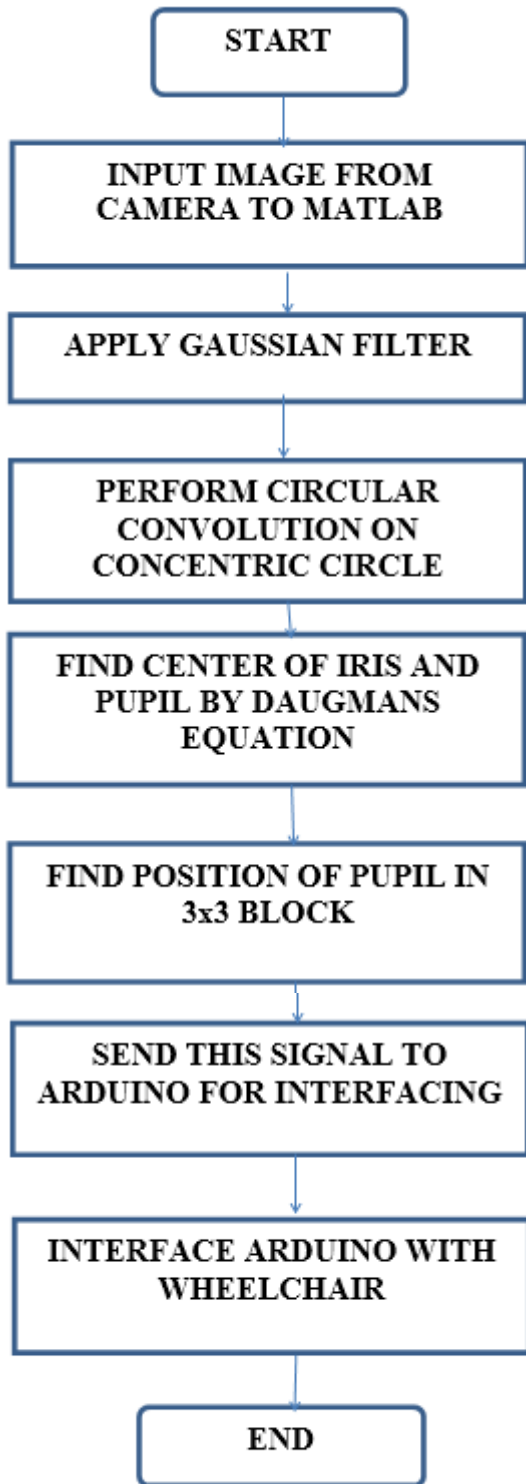 START
INPUT IMAGE FROM
CAMERA TO MATLAB
APPLY GAUSSIAN FILTER
PERFORM CIRCULAR
CONVOLUTION ON
CONCENTRIC CIRCLE
FIND CENTER OF IRIS AND
PUPIL BY DAUGMANS
EQUATION
FIND POSITION OF PUPIL IN
3x3 BLOCK
SEND THIS SIGNAL TO
ARDUINO FOR INTERFACING
INTERFACE ARDUINO WITH
WHEELCHAIR
END